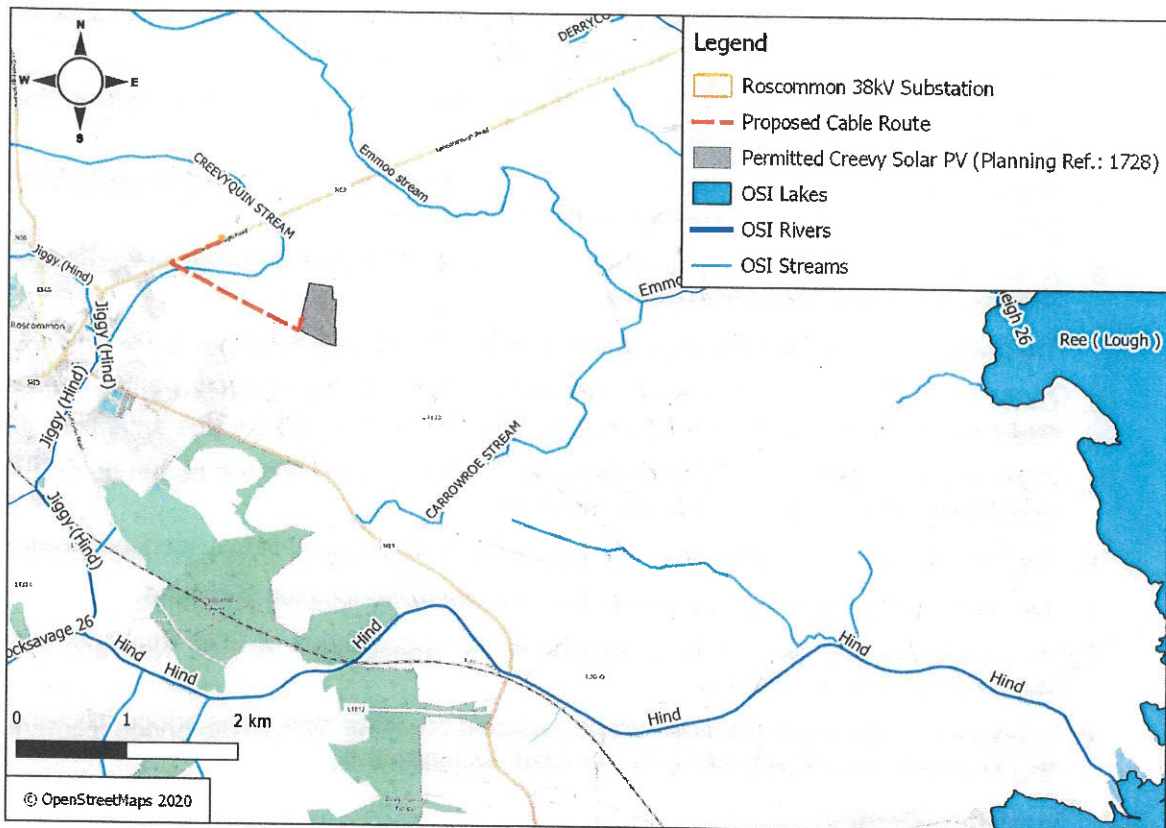 N
W
E
S
Legend
Roscommon 38kV Substation
Proposed Cable Route
Permitted Creevy Solar PV (Planning Ref.: 1728)
OSI Lakes
OSI Rivers
OSI Streams
CREEVYQUIN STREAM
Emmoo stream
N63
Jiggy (Hind)
Roscommon
Jiggy (Hind)
Jiggy (Hind)
Jiggy (Hind)
Emmo
leigh 26
Ree ( Lough )
CARROWROE STREAM
ocksavage 26
Hind
Hind
Hind
Hind
Hind
Hind
0 1 2 km
© OpenStreetMaps 2020